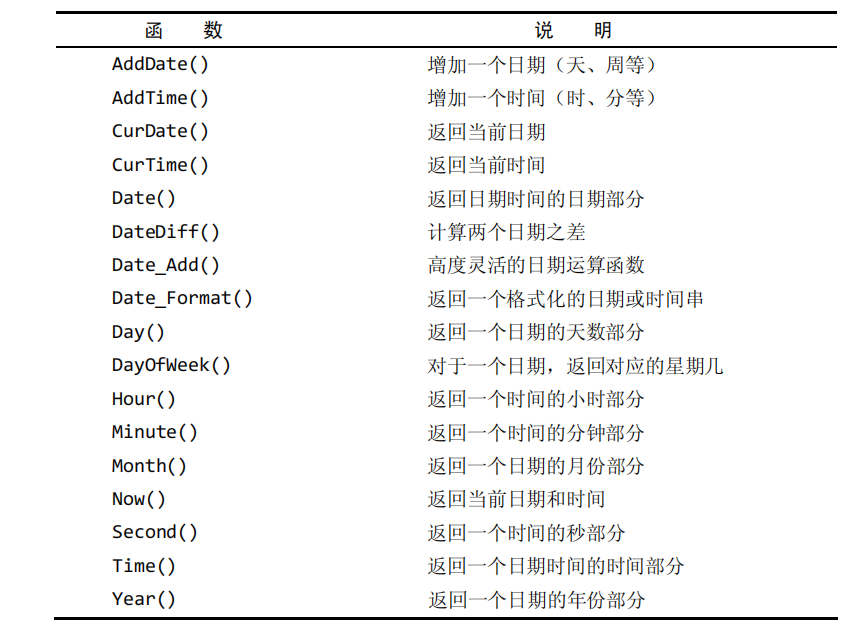 函 数 说 明
AddDate() 增加一个日期（天、周等）
AddTime() 增加一个时间（时、分等）
CurDate() 返回当前日期
CurTime() 返回当前时间
Date() 返回日期时间的日期部分
DateDiff() 计算两个日期之差
Date_Add() 高度灵活的日期运算函数
Date_Format() 返回一个格式化的日期或时间串
Day() 返回一个日期的天数部分
DayOfWeek() 对于一个日期，返回对应的星期几
Hour() 返回一个时间的小时部分
Minute() 返回一个时间的分钟部分
Month() 返回一个日期的月份部分
Now() 返回当前日期和时间
Second() 返回一个时间的秒部分
Time() 返回一个日期时间的时间部分
Year() 返回一个日期的年份部分